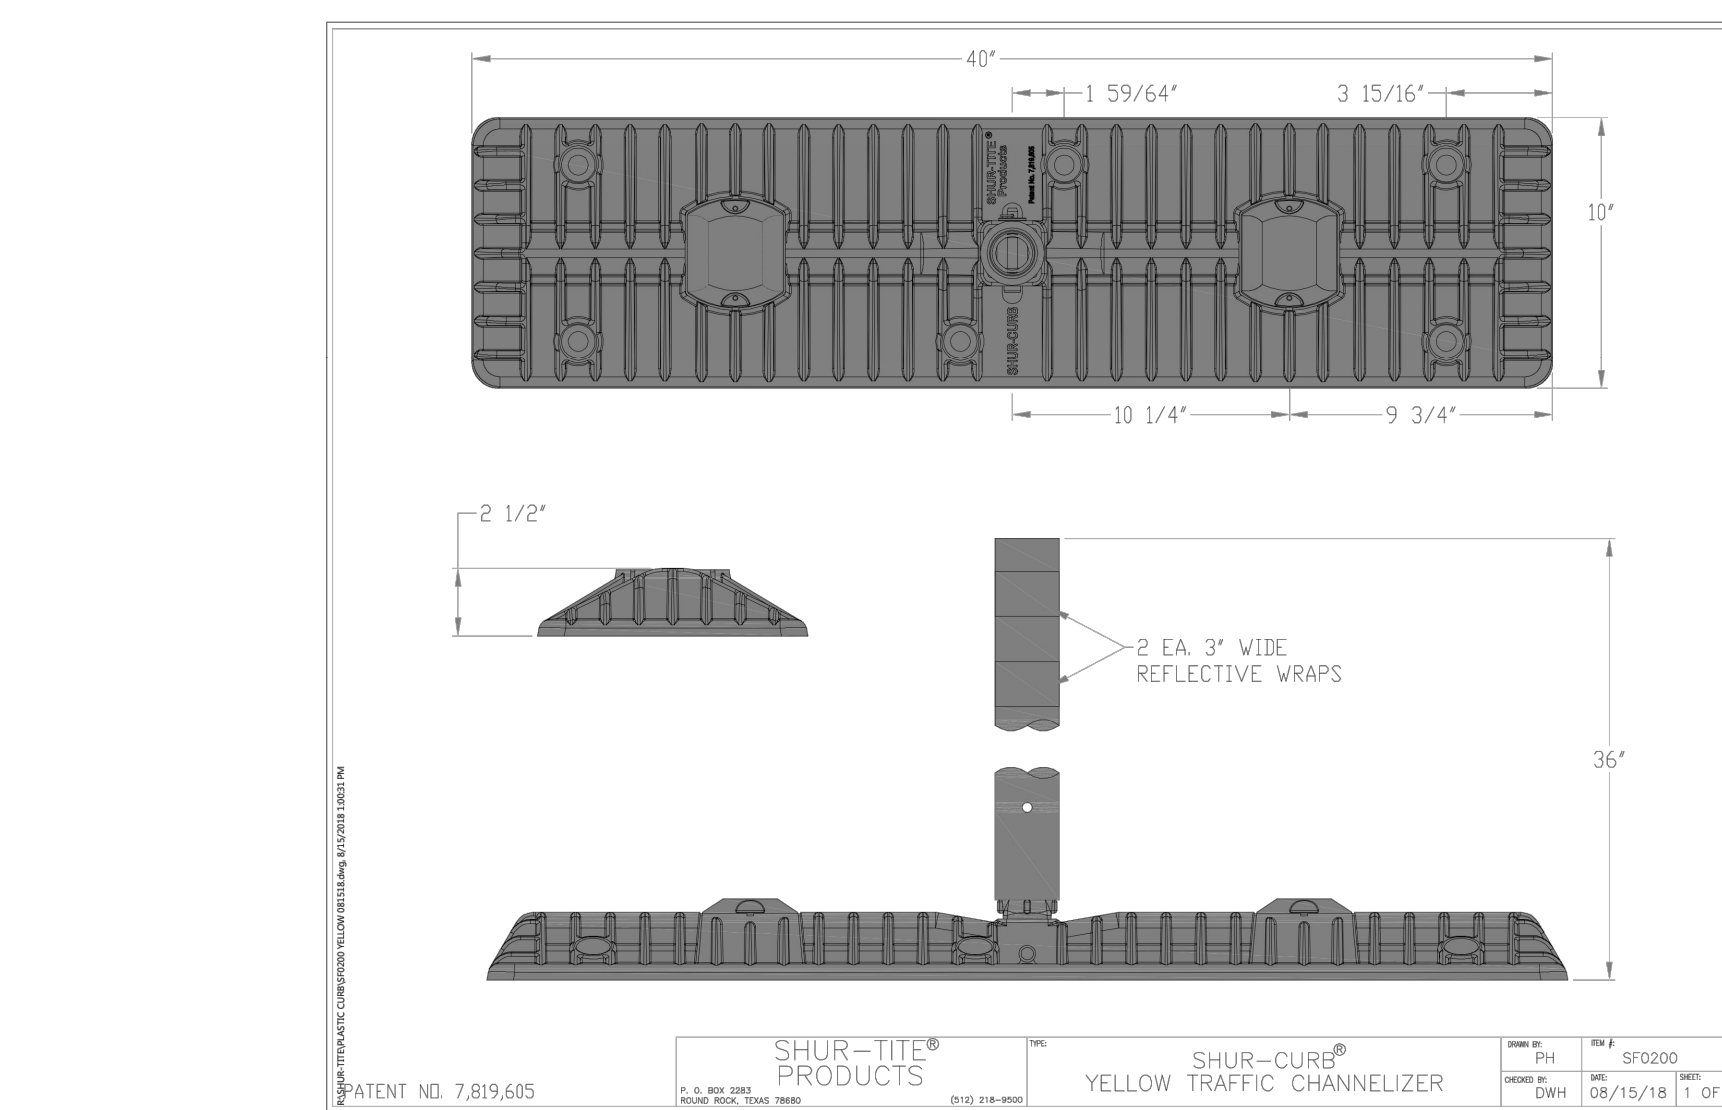 40"
1 59/64"
3 15/16"
SHUR-TITE®
Products
Patent No. 7,819,605
10"
SHUR-CURB
10 1/4"
9 3/4"
2 1/2"
2 EA. 3" WIDE
REFLECTIVE WRAPS
36"
R:\SHUR-TITE\PLASTIC CURB\SF0200 YELLOW 081518.dwg, 8/15/2018 1:00:31 PM
PATENT NO. 7,819,605
SHUR-TITE®
PRODUCTS
P. O. BOX 2283
ROUND ROCK, TEXAS 78680
(512) 218-9500
TYPE:
SHUR-CURB®
YELLOW TRAFFIC CHANNELIZER
DRAWN BY:
PH
ITEM #:
SF0200
CHECKED BY:
DWH
DATE:
08/15/18
SHEET:
1 OF